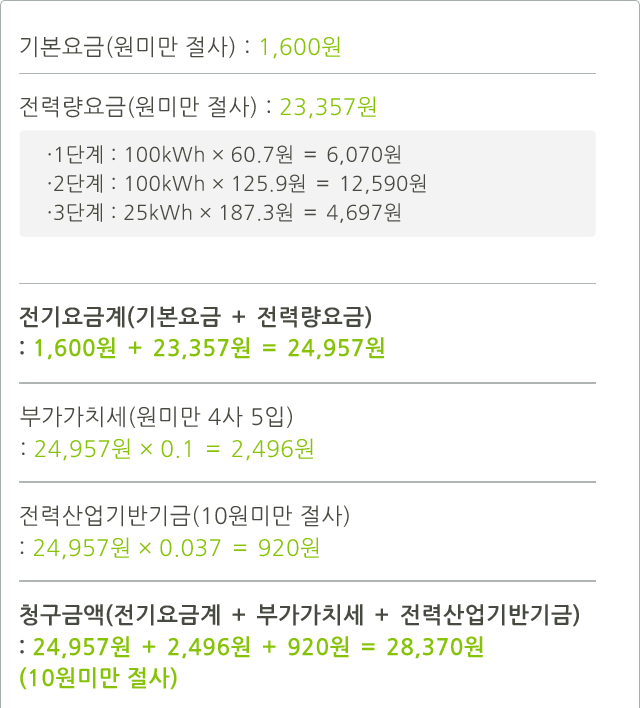 기본요금(원미만 절사) : 1,600원
전력량요금(원미만 절사) : 23,357원
·1단계 : 100kWh × 60.7원 = 6,070원
·2단계 : 100kWh × 125.9원 = 12,590원
·3단계 : 25kWh × 187.3원 = 4,697원
전기요금계(기본요금 + 전력량요금)
: 1,600원 + 23,357원 = 24,957원
부가가치세(원미만 4사 5입)
: 24,957원 × 0.1 = 2,496원
전력산업기반기금(10원미만 절사)
: 24,957원 × 0.037 = 920원
청구금액(전기요금계 + 부가가치세 + 전력산업기반기금)
: 24,957원 + 2,496원 + 920원 = 28,370원
(10원미만 절사)